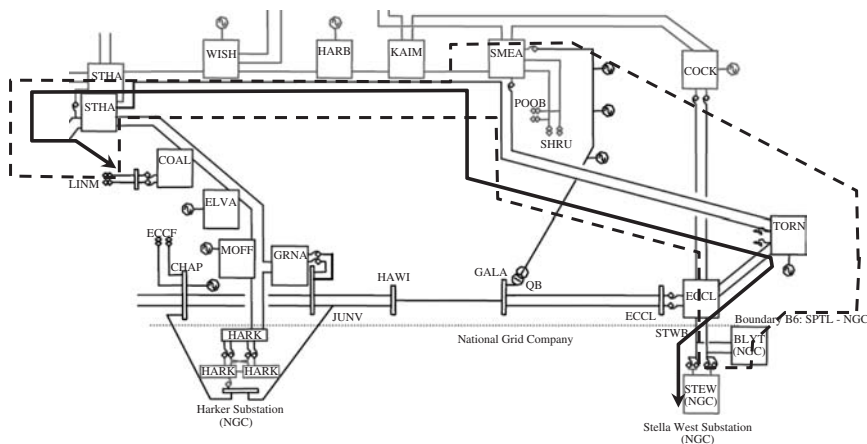 WISH
HARB
KAIM
SMEA
STHA
COCK
STHA
POOB
SHRU
COAL
LINM
ELVA
TORN
ECCF
MOFF
GRNA
CHAP
GALA
HAWI
QB
ECCL
JUNV
ECCL
Boundary B6: SPTL - NGC
HARK
National Grid Company
STWB
BLYT
(NGC)
HARK
HARK
STEW
(NGC)
Harker Substation
(NGC)
Stella West Substation
(NGC)